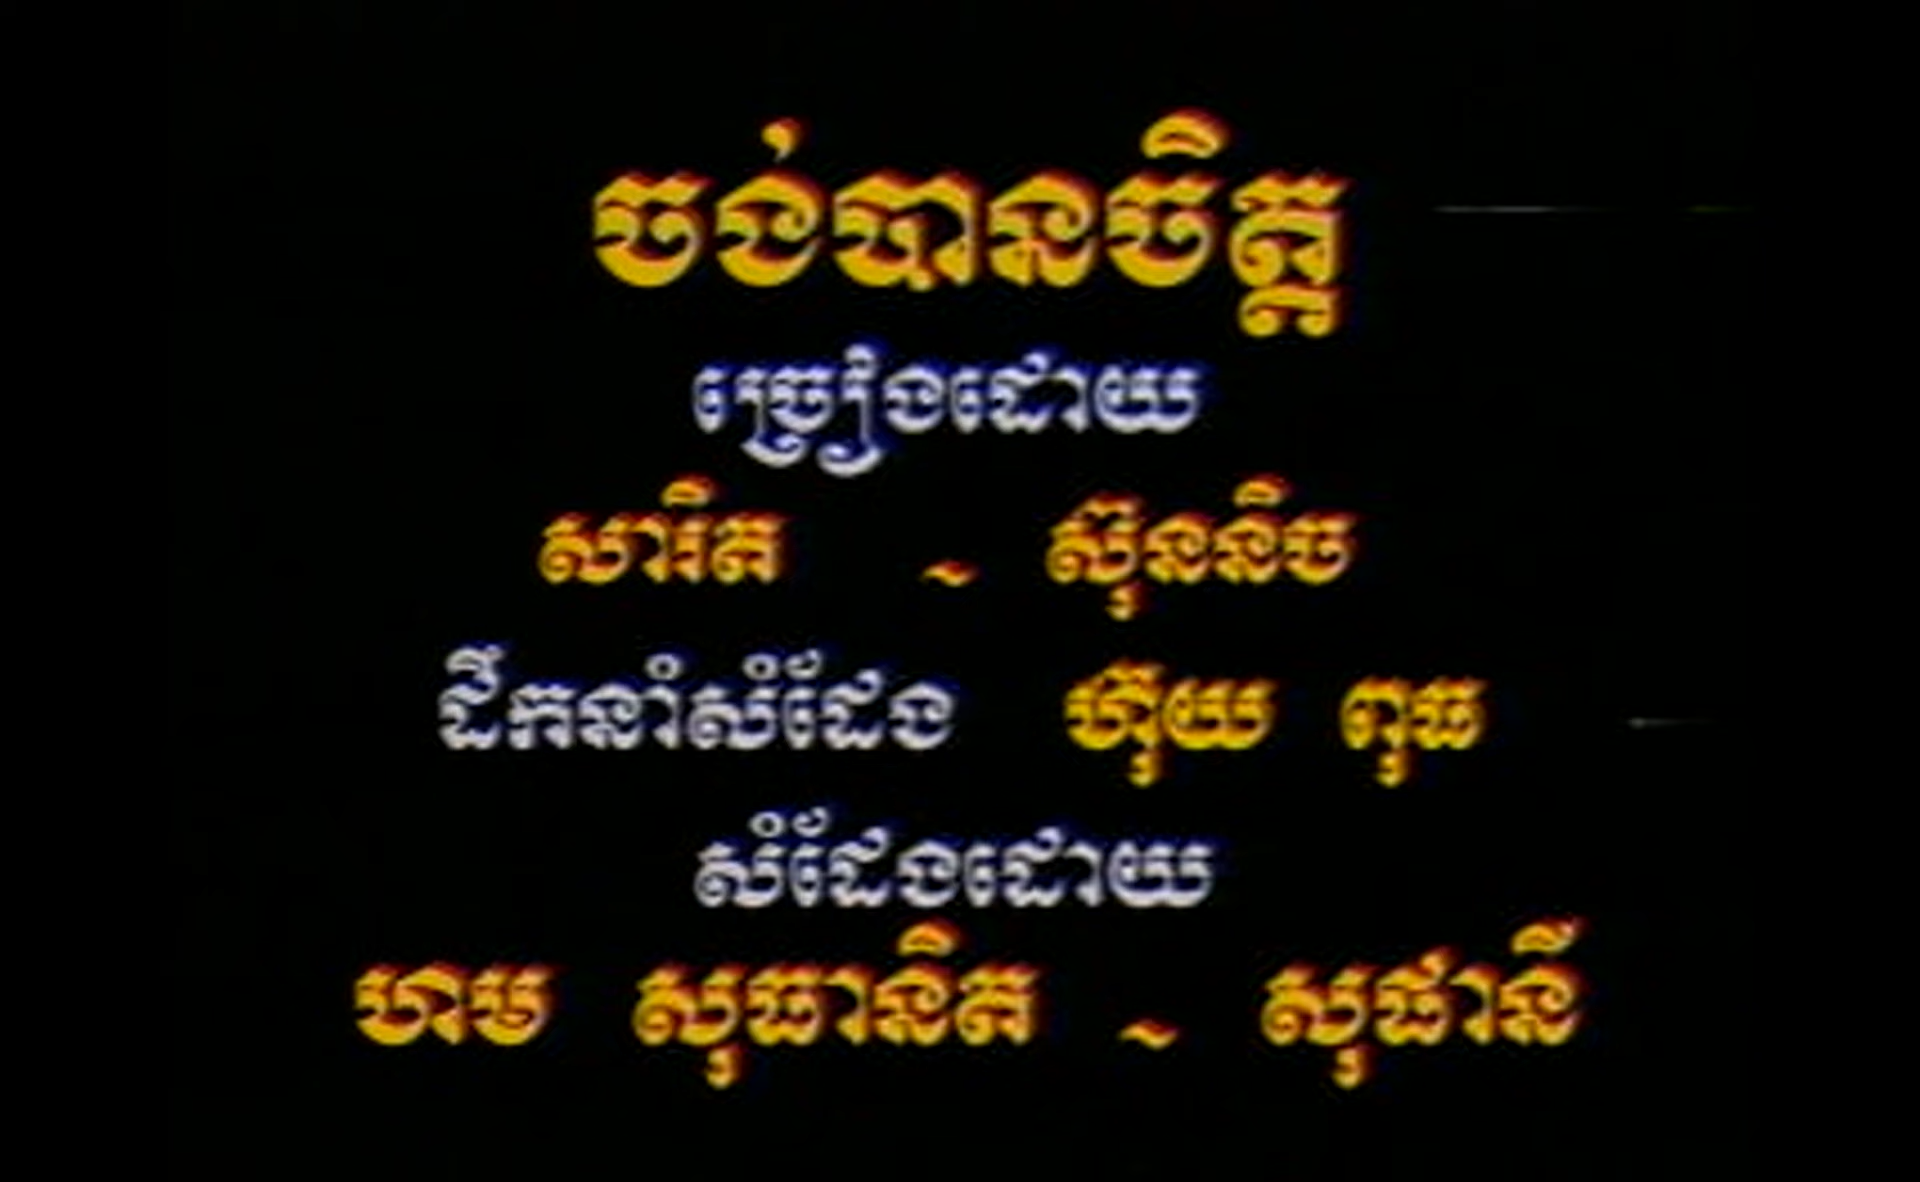 ចង់បានចិត្ត
ច្រៀងដោយ
សារិត - ស៊ុននិច
ដឹកនាំសំដែង ហ៊ុយ ពុធ
សំដែងដោយ
ហម សុធានិត - សុផានី